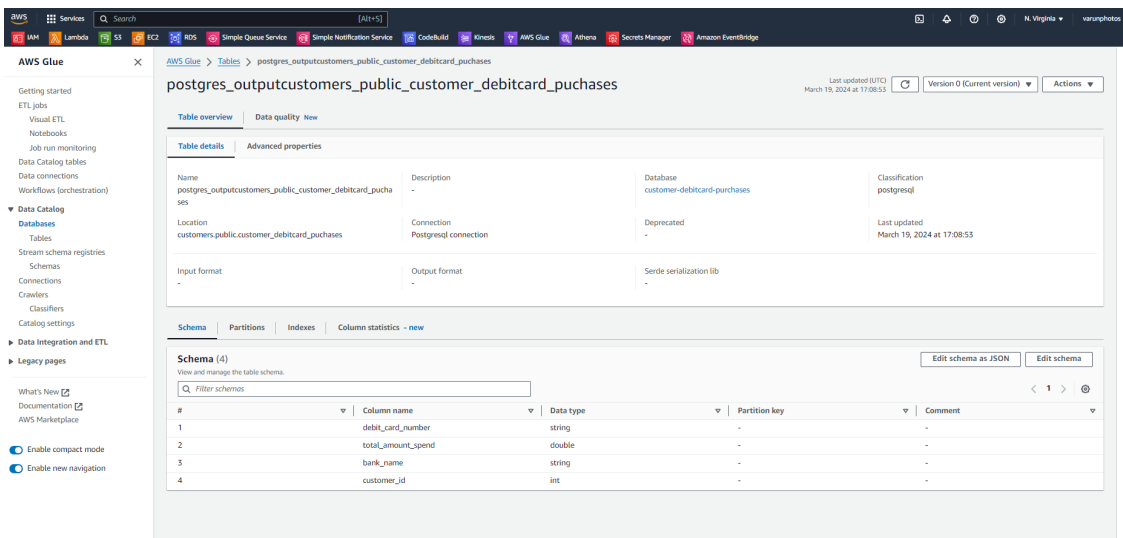 aws Services Search [Alt+S] N. Virginia varunphotos
IAM Lambda S3 EC2 RDS Simple Queue Service Simple Notification Service CodeBuild Kinesis AWS Glue Athena Secrets Manager Amazon EventBridge
AWS Glue
Getting started
ETL jobs
Visual ETL
Notebooks
Job run monitoring
Data Catalog tables
Data connections
Workflows (orchestration)
Data Catalog
Databases
Tables
Stream schema registries
Schemas
Connections
Crawlers
Classifiers
Catalog settings
Data Integration and ETL
Legacy pages
What's New
Documentation
AWS Marketplace
Enable compact mode
Enable new navigation
AWS Glue > Tables > postgres_outputcustomers_public_customer_debitcard_puchases
postgres_outputcustomers_public_customer_debitcard_puchases
Last updated (UTC)
March 19, 2024 at 17:08:53
Version 0 (Current version)
Actions
Table overview Data quality New
Table details Advanced properties
Name
postgres_outputcustomers_public_customer_debitcard_pucha
ses
Description
-
Database
customer-debitcard-purchases
Classification
postgresql
Location
customers.public.customer_debitcard_puchases
Connection
Postgresql connection
Deprecated
-
Last updated
March 19, 2024 at 17:08:53
Input format
-
Output format
-
Serde serialization lib
-
Schema Partitions Indexes Column statistics - new
Schema (4)
View and manage the table schema.
Edit schema as JSON Edit schema
Filter schemas
< 1 >
# Column name Data type Partition key Comment
1 debit_card_number string - -
2 total_amount_spend double - -
3 bank_name string - -
4 customer_id int - -